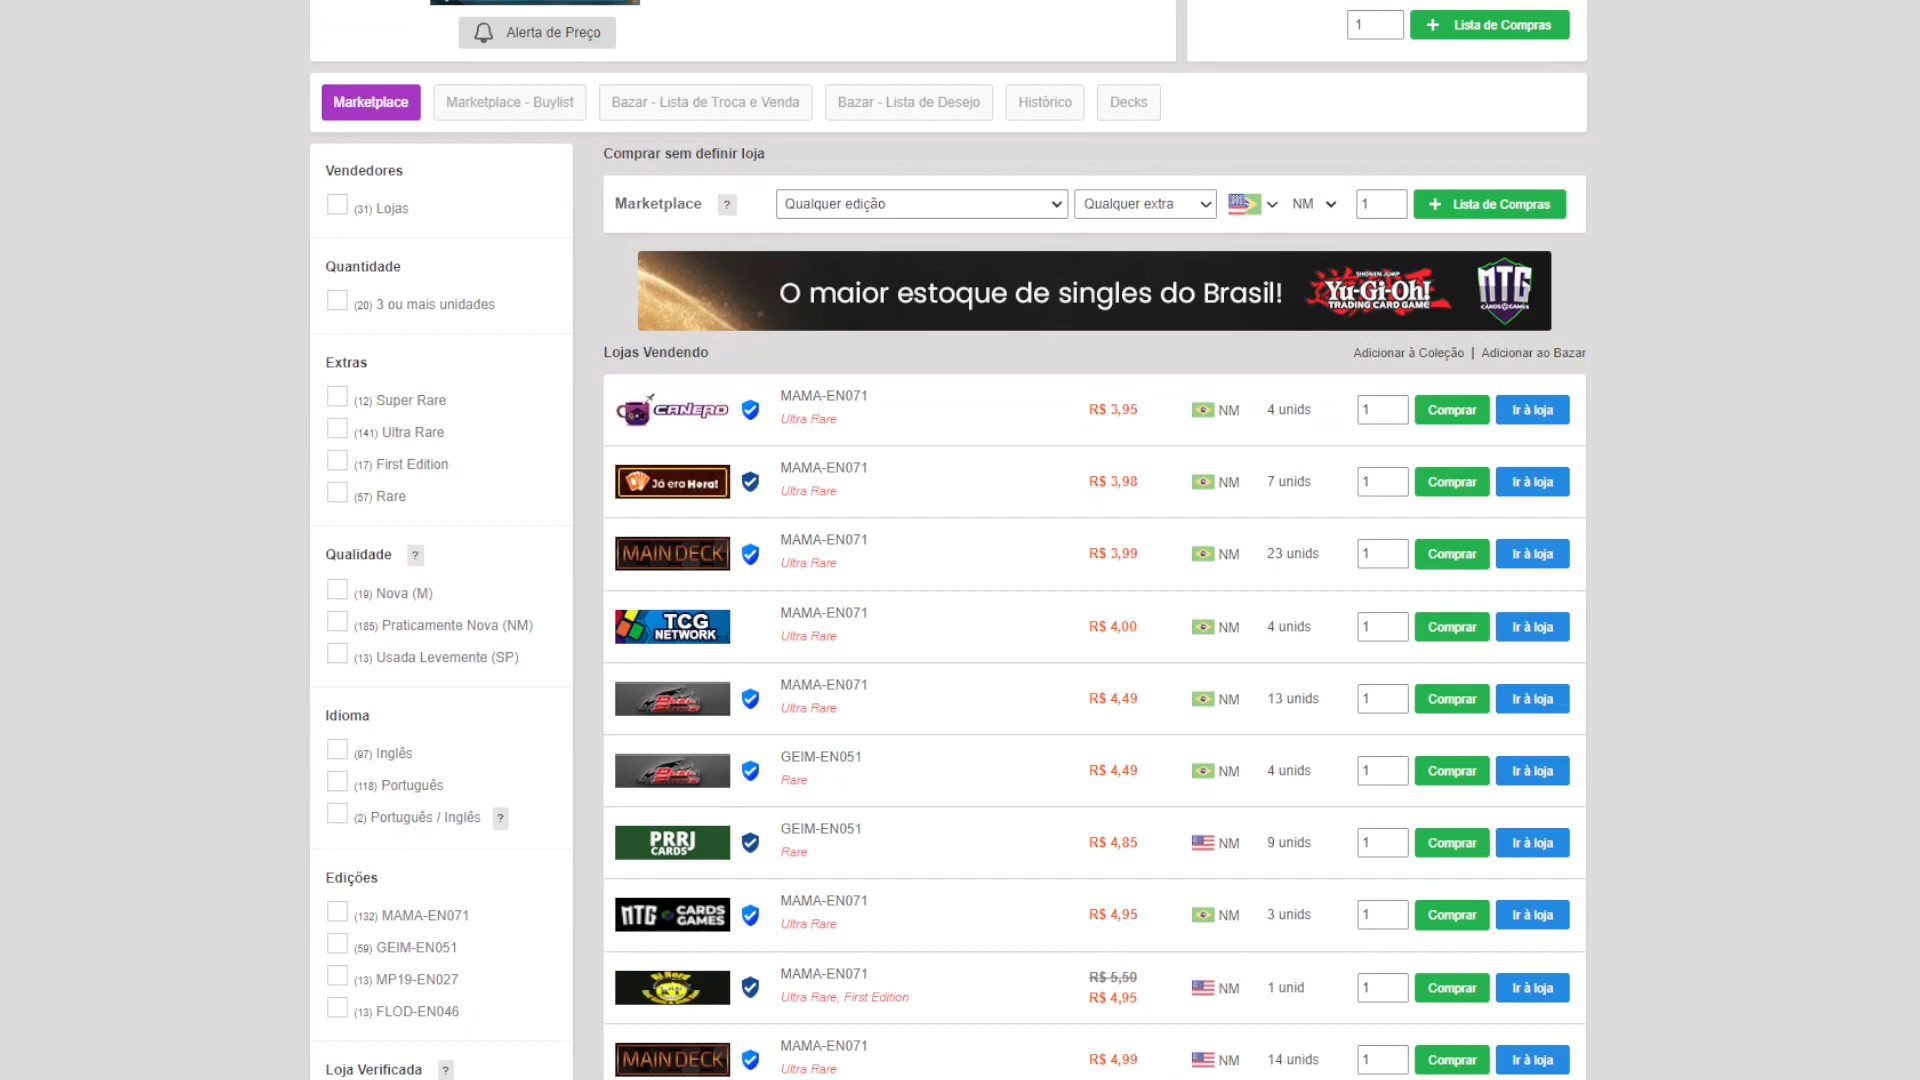 Alerta de Preço
1 + Lista de Compras
Marketplace Marketplace - Buylist Bazar - Lista de Troca e Venda Bazar - Lista de Desejo Histórico Decks
Vendedores
(31) Lojas
Quantidade
(20) 3 ou mais unidades
Extras
(12) Super Rare
(141) Ultra Rare
(17) First Edition
(57) Rare
Qualidade ?
(19) Nova (M)
(185) Praticamente Nova (NM)
(13) Usada Levemente (SP)
Idioma
(97) Inglês
(118) Português
(2) Português / Inglês ?
Edições
(132) MAMA-EN071
(59) GEIM-EN051
(13) MP19-EN027
(13) FLOD-EN046
Loja Verificada ?
Comprar sem definir loja
Marketplace ? Qualquer edição Qualquer extra NM 1 + Lista de Compras
O maior estoque de singles do Brasil! SHONEN JUMP Yu-Gi-Oh! TRADING CARD GAME MTG CARDS GAMES
Lojas Vendendo Adicionar à Coleção | Adicionar ao Bazar
CANECO MAMA-EN071 R$ 3,95 NM 4 unids 1 Comprar Ir à loja
Ultra Rare
Já era Hora! MAMA-EN071 R$ 3,98 NM 7 unids 1 Comprar Ir à loja
Ultra Rare
MAIN DECK MAMA-EN071 R$ 3,99 NM 23 unids 1 Comprar Ir à loja
Ultra Rare
TCG NETWORK MAMA-EN071 R$ 4,00 NM 4 unids 1 Comprar Ir à loja
Ultra Rare
MAMA-EN071 R$ 4,49 NM 13 unids 1 Comprar Ir à loja
Ultra Rare
GEIM-EN051 R$ 4,49 NM 4 unids 1 Comprar Ir à loja
Rare
PRRJ CARDS GEIM-EN051 R$ 4,85 NM 9 unids 1 Comprar Ir à loja
Rare
MTG CARDS GAMES MAMA-EN071 R$ 4,95 NM 3 unids 1 Comprar Ir à loja
Ultra Rare
MAMA-EN071 R$ 5,50 NM 1 unid 1 Comprar Ir à loja
Ultra Rare, First Edition R$ 4,95
MAIN DECK MAMA-EN071 R$ 4,99 NM 14 unids 1 Comprar Ir à loja
Ultra Rare